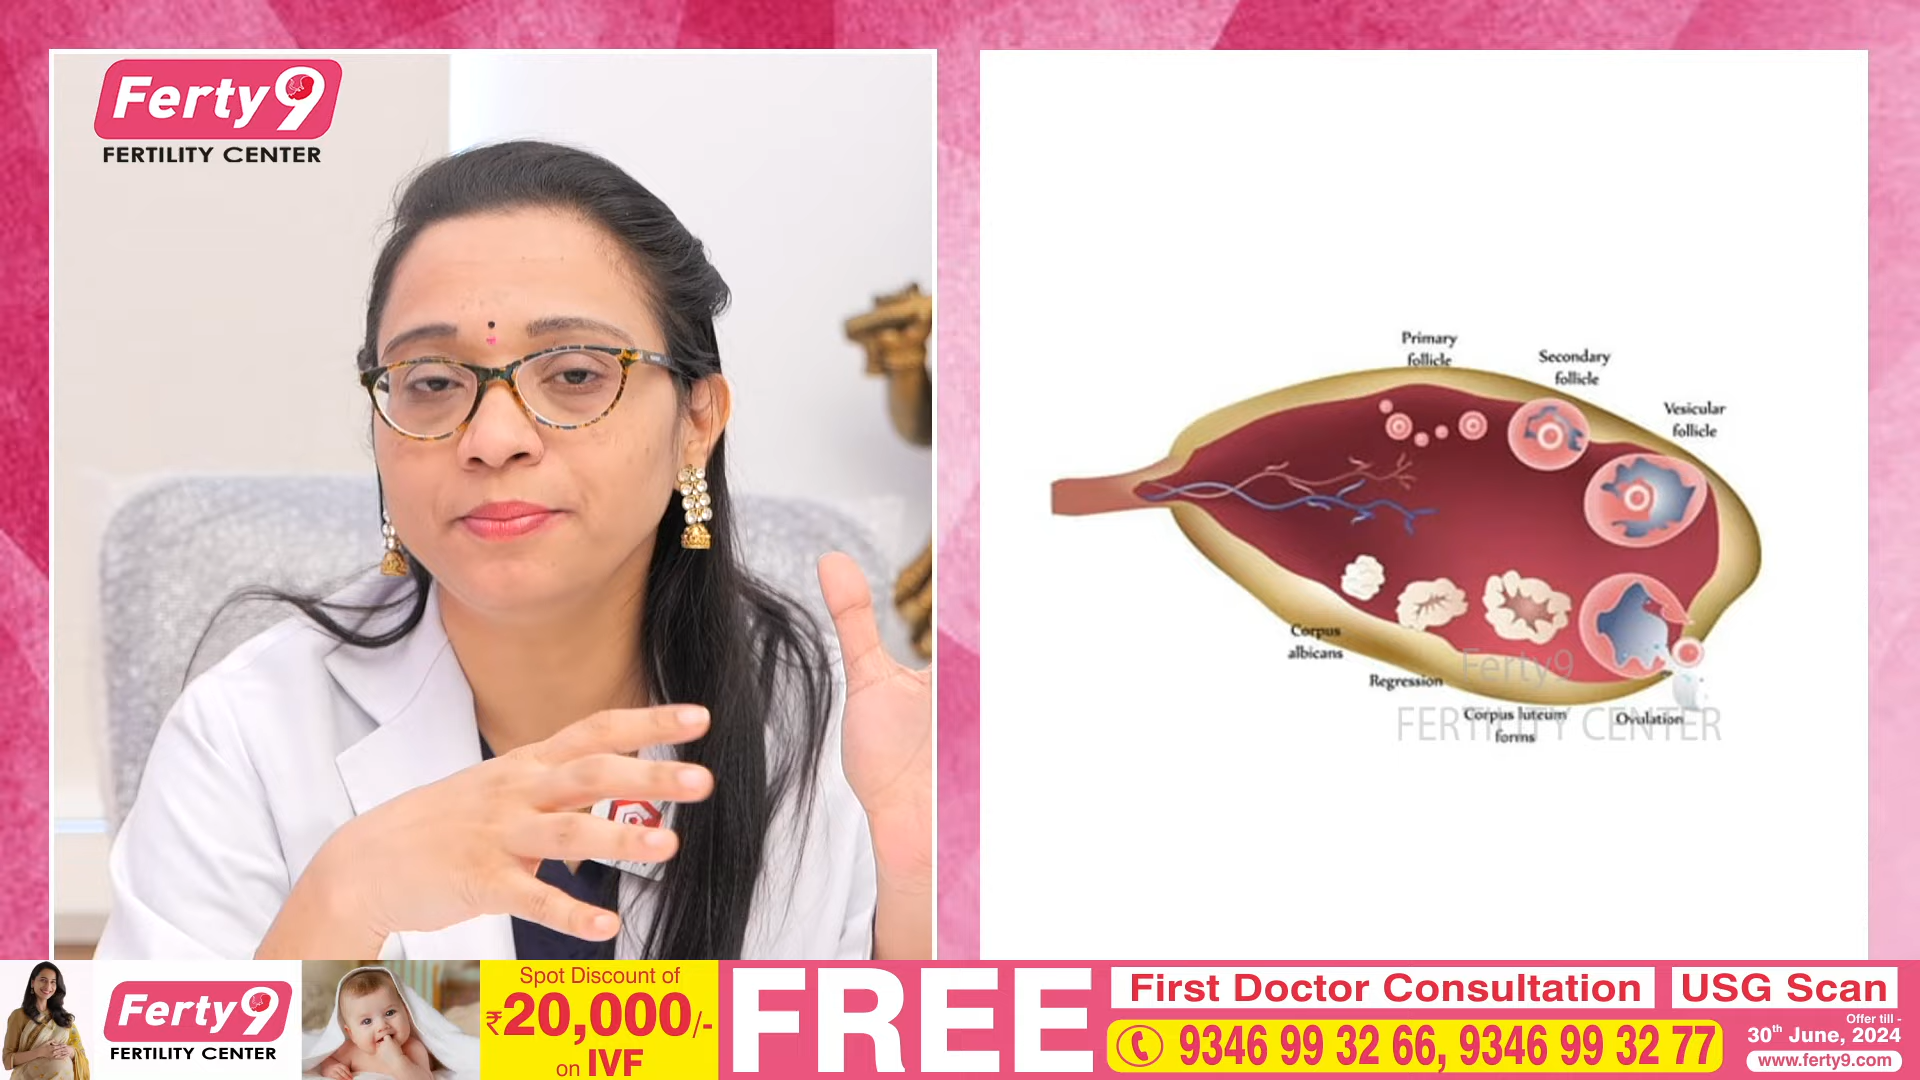 Ferty9
FERTILITY CENTER
Primary
follicle
Secondary
follicle
Vesicular
follicle
Corpus
albicans
Regression
Corpus luteum
forms
Ovulation
Ferty9
FERTILITY CENTER
Ferty9
FERTILITY CENTER
Spot Discount of
₹20,000/-
on IVF
FREE
First Doctor Consultation
USG Scan
9346 99 32 66, 9346 99 32 77
Offer till -
30th June, 2024
www.ferty9.com